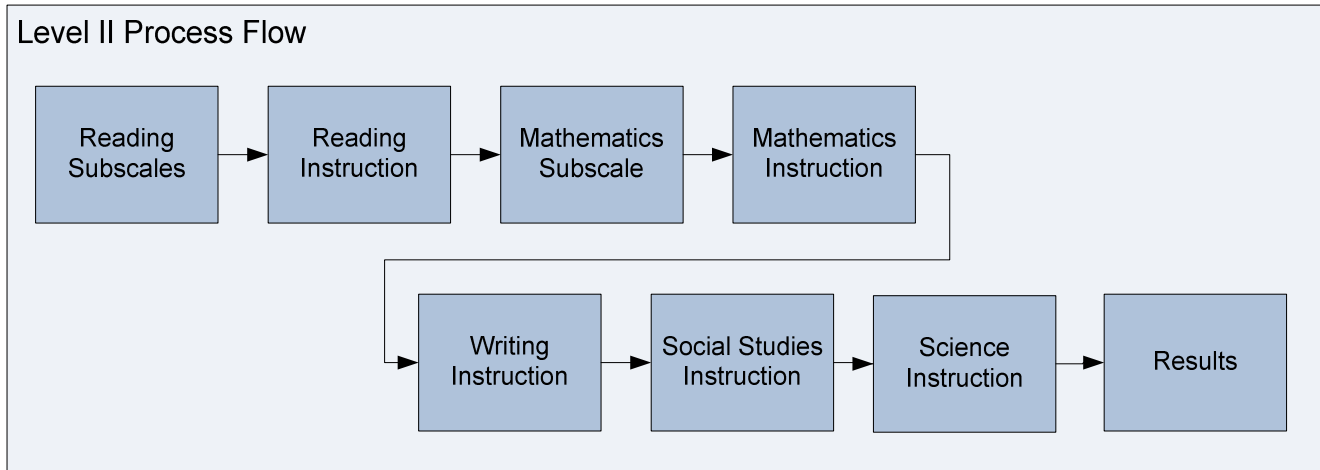 Level II Process Flow
Reading
Subscales
Reading
Instruction
Mathematics
Subscale
Mathematics
Instruction
Writing
Instruction
Social Studies
Instruction
Science
Instruction
Results